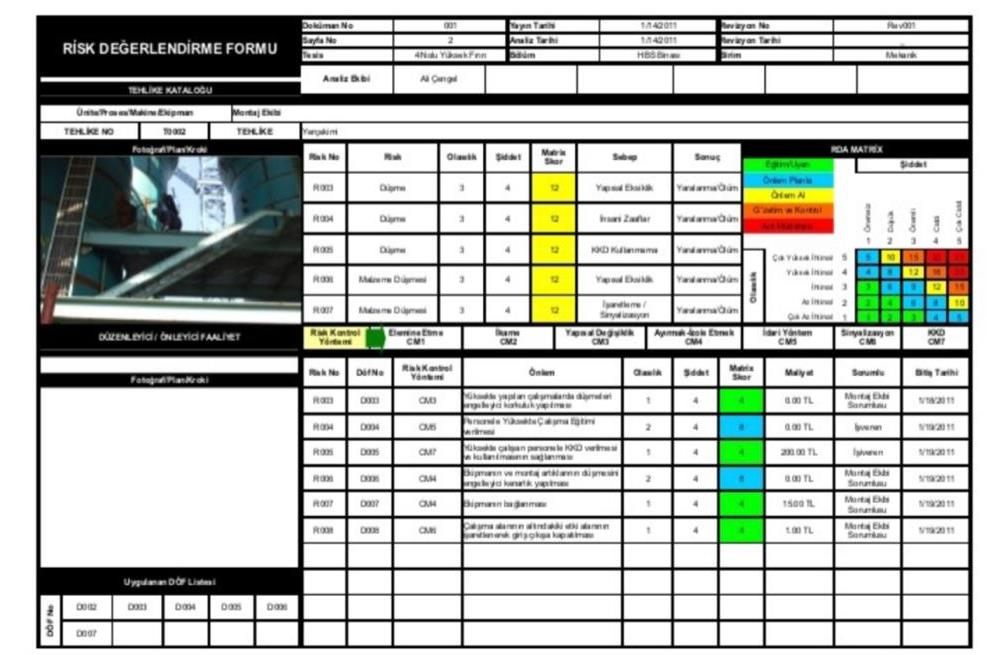 RİSK DEĞERLENDİRME FORMU
Doküman No 001 Yayın Tarihi 1/14/2011 Revizyon No Rev001
Sayfa No 2 Analiz Tarihi 1/14/2011 Revizyon Tarihi _
Tesis 4 Nolu Yüksek Fırın Bölüm HBS Binası Birim Mekanik
Analiz Ekibi Ali Çengel
TEHLİKE KATALOĞU
Ünite/Proses/Makine/Ekipman Montaj Ekibi
TEHLİKE NO T0002 TEHLİKE Yerçekimi
Fotoğraf/Plan/Kroki
Risk No Risk Olasılık Şiddet Matris Skor Sebep Sonuç
R003 Düşme 3 4 12 Yapısal Eksiklik Yaralanma/Ölüm
R004 Düşme 3 4 12 İnsani Zaaflar Yaralanma/Ölüm
R005 Düşme 3 4 12 KKD Kullanmama Yaralanma/Ölüm
R006 Malzeme Düşmesi 3 4 12 Yapısal Eksiklik Yaralanma/Ölüm
R007 Malzeme Düşmesi 3 4 12 İşaretleme / Sinyalizasyon Yaralanma/Ölüm
RDA MATRIX
Eğitim/Uyarı
Önlem Planla
Önlem Al
Gözetim ve Kontrol
Şiddet
Önemsiz Düşük Önemli Ciddi Çok Ciddi
1 2 3 4 5
Olasılık
Çok Yüksek İhtimal 5 5 10 15
Yüksek İhtimal 4 4 8 12 16
İhtimal 3 3 6 9 12 15
Az İhtimal 2 2 4 6 8 10
Çok Az İhtimal 1 1 2 3 4 5
DÜZENLEYİCİ / ÖNLEYİCİ FAALİYET
Risk Kontrol Yöntemi Elemine Etme CM1 İkame CM2 Yapısal Değişiklik CM3 Ayırmak-İzole Etmek CM4 İdari Yöntem CM5 Sinyalizasyon CM6 KKD CM7
Fotoğraf/Plan/Kroki
Risk No Döf No Risk Kontrol Yöntemi Önlem Olasılık Şiddet Matris Skor Maliyet Sorumlu Bitiş Tarihi
R003 D003 CM3 Yüksekte yapılan çalışmalarda düşmeleri engelleyici korkuluk yapılması 1 4 4 0.00 TL Montaj Ekibi Sorumlusu 1/18/2011
R004 D004 CM5 Personele Yüksekte Çalışma Eğitimi verilmesi 2 4 8 0.00 TL İşveren 1/19/2011
R005 D005 CM7 Yüksekte çalışan personele KKD verilmesi ve kullanılmasının sağlanması 1 4 4 200.00 TL İşveren 1/19/2011
R006 D006 CM4 Ekipmanın ve montaj artıklarının düşmesini engelleyici kenarlık yapılması 2 4 8 0.00 TL Montaj Ekibi Sorumlusu 1/19/2011
R007 D007 CM4 Ekipmanın bağlanması 1 4 4 15.00 TL Montaj Ekibi Sorumlusu 1/19/2011
R008 D008 CM6 Çalışma alanının altındaki etki alanının işaretlenerek giriş çıkışa kapatılması 1 4 4 1.00 TL Montaj Ekibi Sorumlusu 1/19/2011
Uygulanan DÖF Listesi
DÖF No
D002 D003 D004 D005 D006
D007